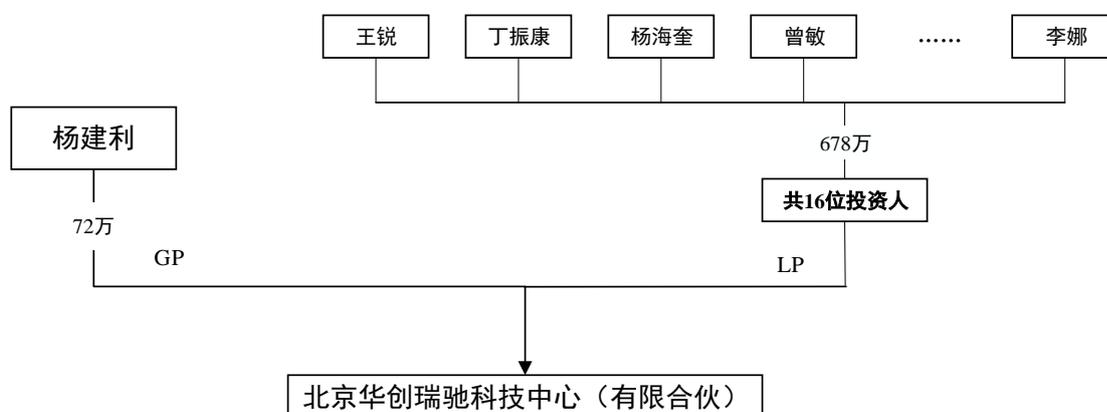 王锐 丁振康 杨海奎 曾敏 …… 李娜
杨建利
678万
共16位投资人
72万
GP LP
北京华创瑞驰科技中心（有限合伙）